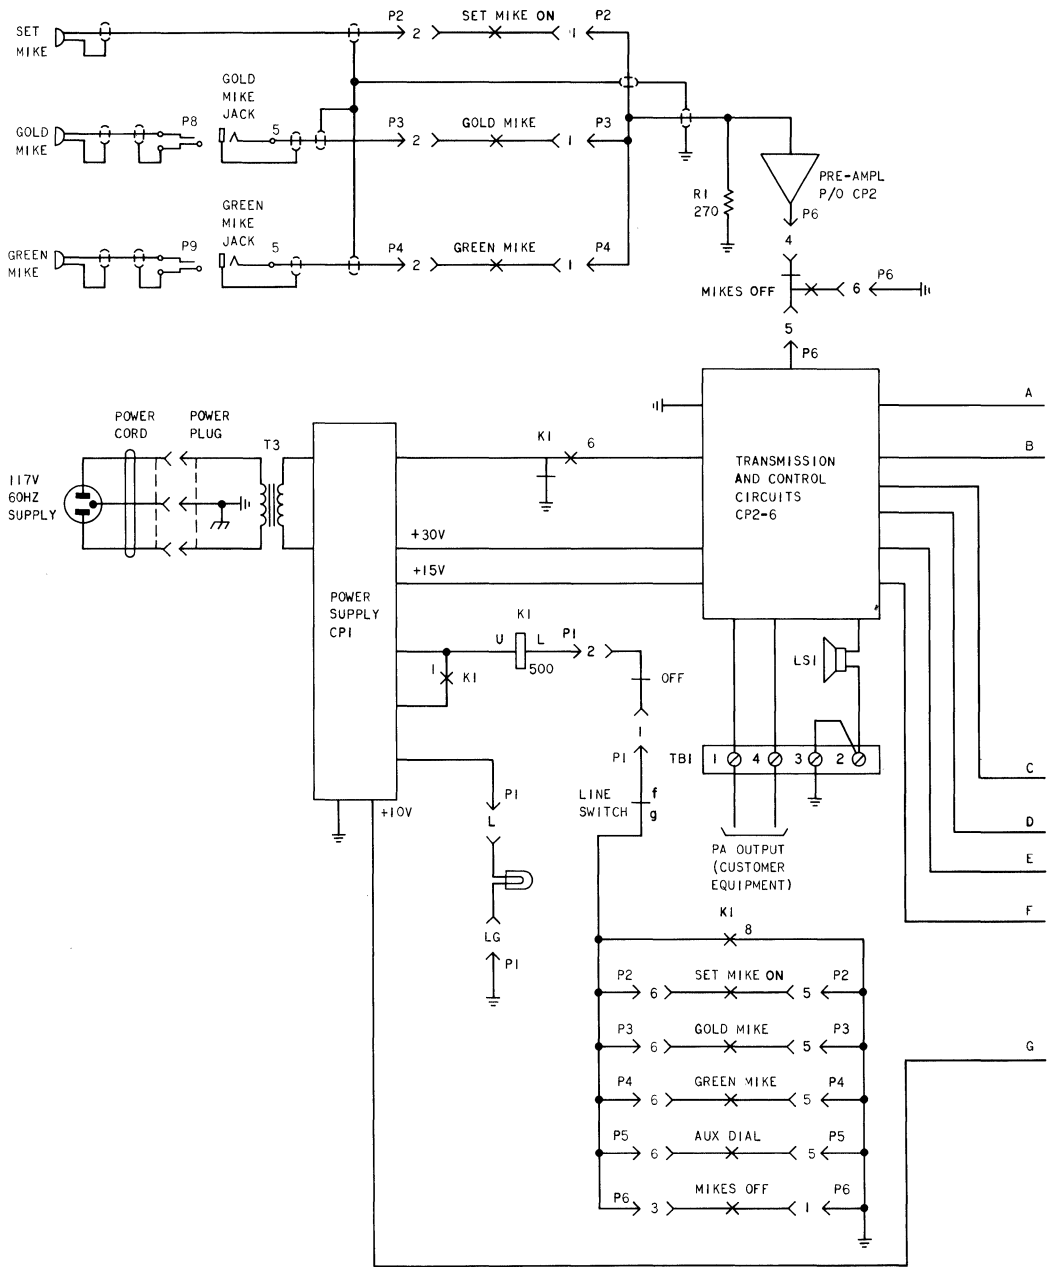 SET
MIKE
P2
2
SET MIKE ON
1
P2
GOLD
MIKE
P8
GOLD
MIKE
JACK
5
P3
2
GOLD MIKE
1
P3
GREEN
MIKE
P9
GREEN
MIKE
JACK
5
P4
2
GREEN MIKE
1
P4
R1
270
PRE-AMPL
P/O CP2
P6
4
MIKES OFF
6
P6
5
P6
POWER
CORD
POWER
PLUG
T3
117V
60HZ
SUPPLY
K1
6
TRANSMISSION
AND CONTROL
CIRCUITS
CP2-6
A
B
+30V
+15V
POWER
SUPPLY
CP1
K1
U
L
500
P1
2
1
K1
OFF
1
P1
LS1
TB1
1
4
3
2
LINE
SWITCH
f
g
+10V
P1
L
LG
P1
PA OUTPUT
(CUSTOMER
EQUIPMENT)
C
D
E
F
K1
8
P2
6
SET MIKE ON
5
P2
P3
6
GOLD MIKE
5
P3
P4
6
GREEN MIKE
5
P4
P5
6
AUX DIAL
5
P5
P6
3
MIKES OFF
1
P6
G